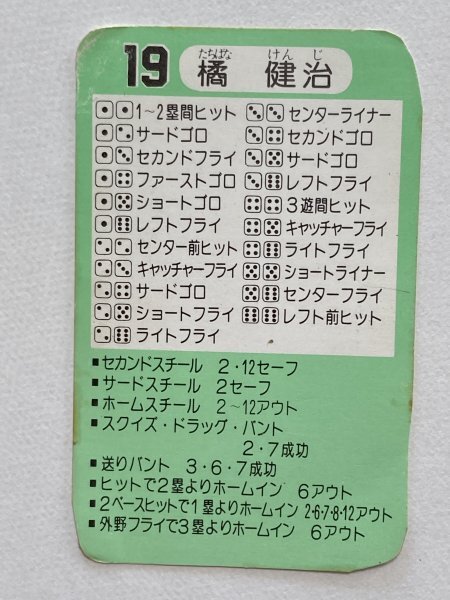 19 橘 健治
たちばな けんじ
1〜2塁間ヒット
サードゴロ
セカンドフライ
ファーストゴロ
ショートゴロ
レフトフライ
センター前ヒット
キャッチャーフライ
サードゴロ
ショートフライ
ライトフライ
センターライナー
セカンドゴロ
サードゴロ
レフトフライ
3遊間ヒット
キャッチャーフライ
ライトフライ
ショートライナー
センターフライ
レフト前ヒット
■セカンドスチール 2・12セーフ
■サードスチール 2セーフ
■ホームスチール 2〜12アウト
■スクイズ・ドラッグ・バント
2・7成功
■送りバント 3・6・7成功
■ヒットで2塁よりホームイン 6アウト
■2ベースヒットで1塁よりホームイン 2・6・7・8・12アウト
■外野フライで3塁よりホームイン 6アウト